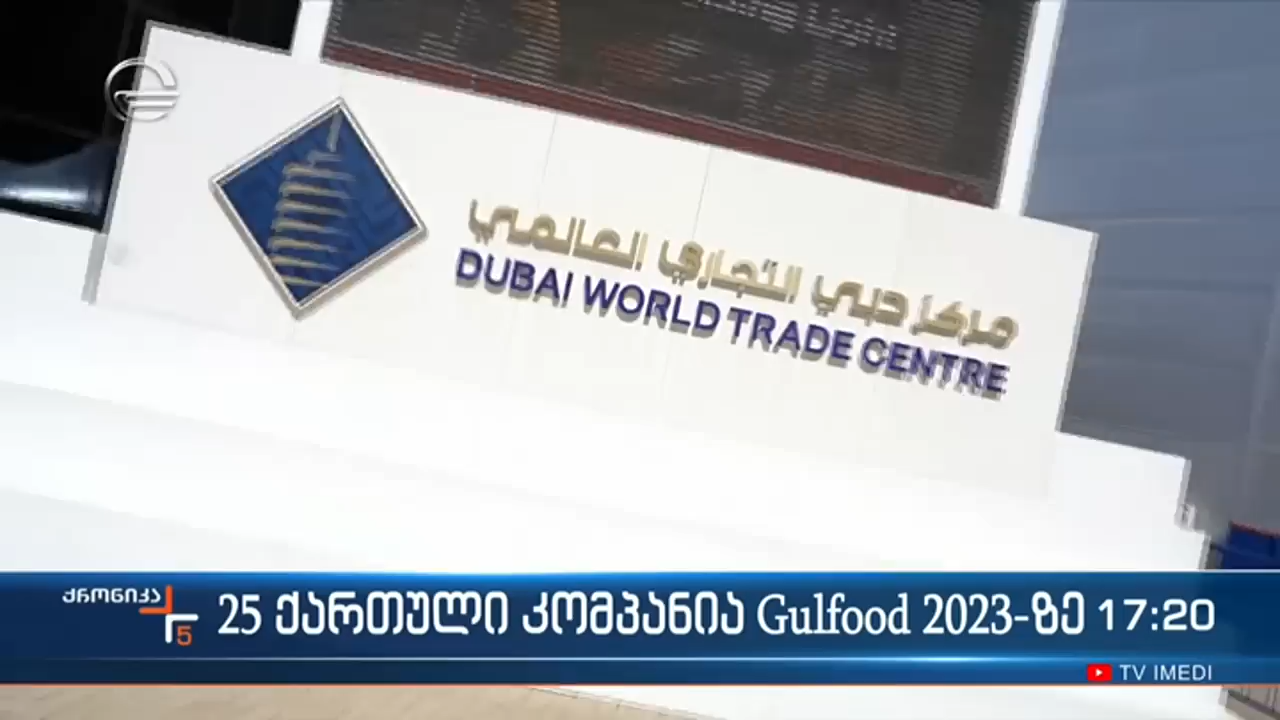 مركز دبي التجاري العالمي
DUBAI WORLD TRADE CENTRE
ქრონიკა
5
25 ქართული კომპანია Gulfood 2023-ზე 17:20
TV IMEDI